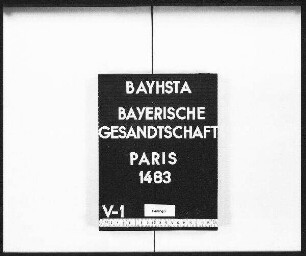 BAYHSTA
BAYERISCHE
GESANDTSCHAFT
PARIS
1483
V-1